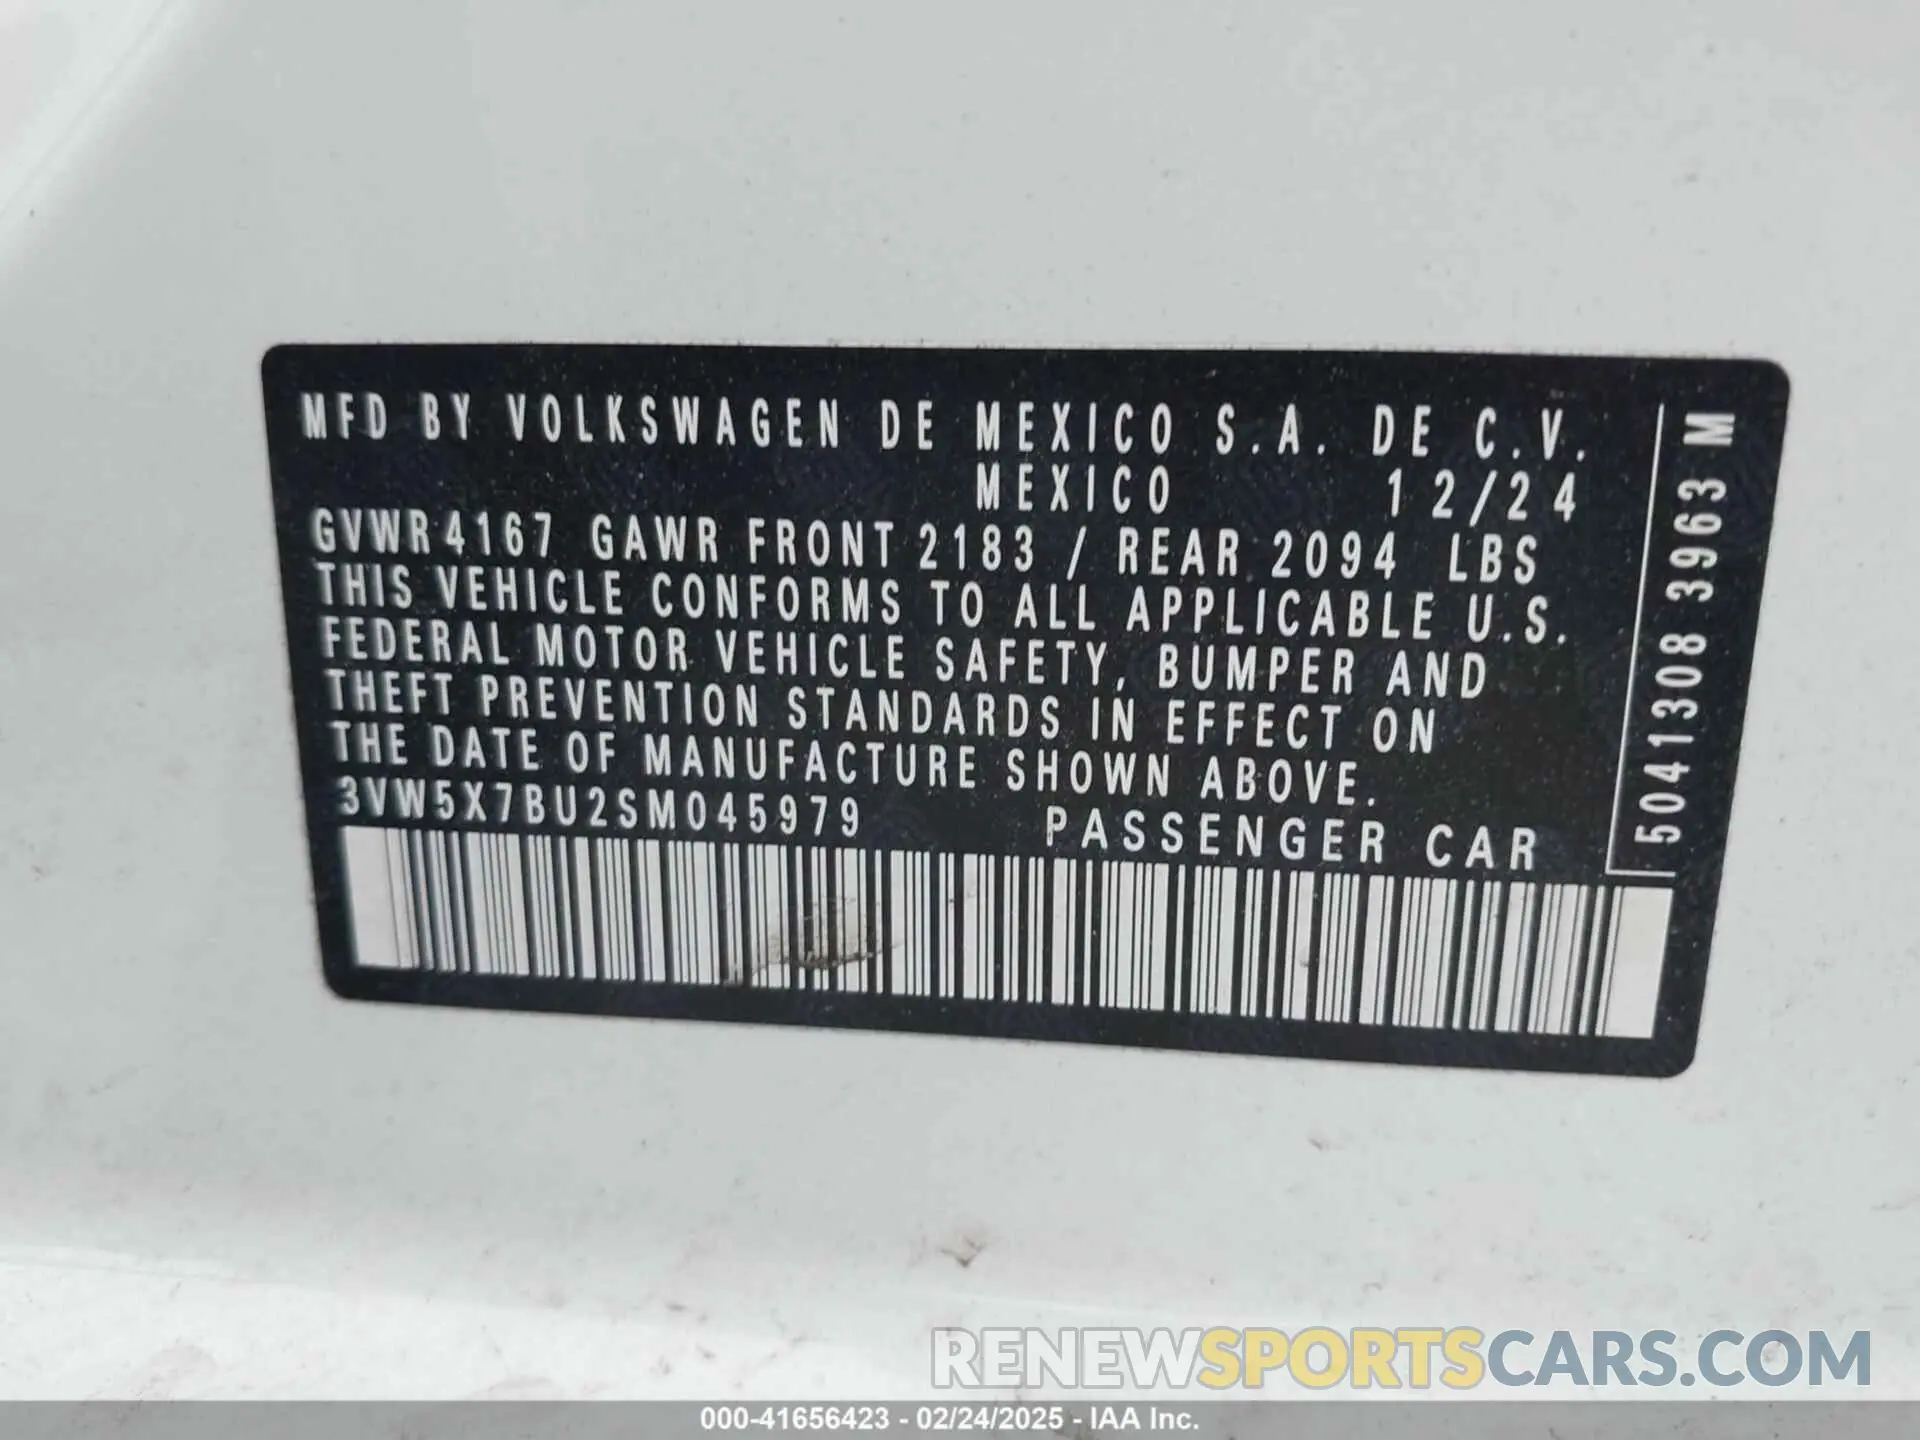 MFD BY VOLKSWAGEN DE MEXICO S.A. DE C.V.
MEXICO 12/24
GVWR 4167 GAWR FRONT 2183 / REAR 2094 LBS
THIS VEHICLE CONFORMS TO ALL APPLICABLE U.S.
FEDERAL MOTOR VEHICLE SAFETY, BUMPER AND
THEFT PREVENTION STANDARDS IN EFFECT ON
THE DATE OF MANUFACTURE SHOWN ABOVE.
3VW5X7BU2SM045979 PASSENGER CAR
5041308 3963 M
RENEWSPORTSCARS.COM
000-41656423 - 02/24/2025 - IAA Inc.